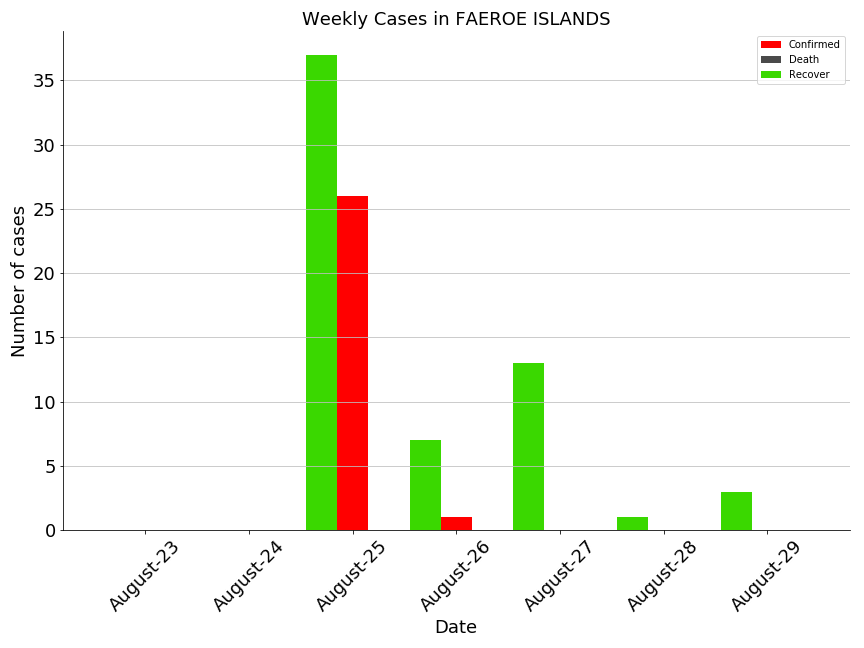 Weekly Cases in FAEROE ISLANDS
Confirmed
Death
Recover
Number of cases
35
30
25
20
15
10
5
0
August-23
August-24
August-25
August-26
August-27
August-28
August-29
Date